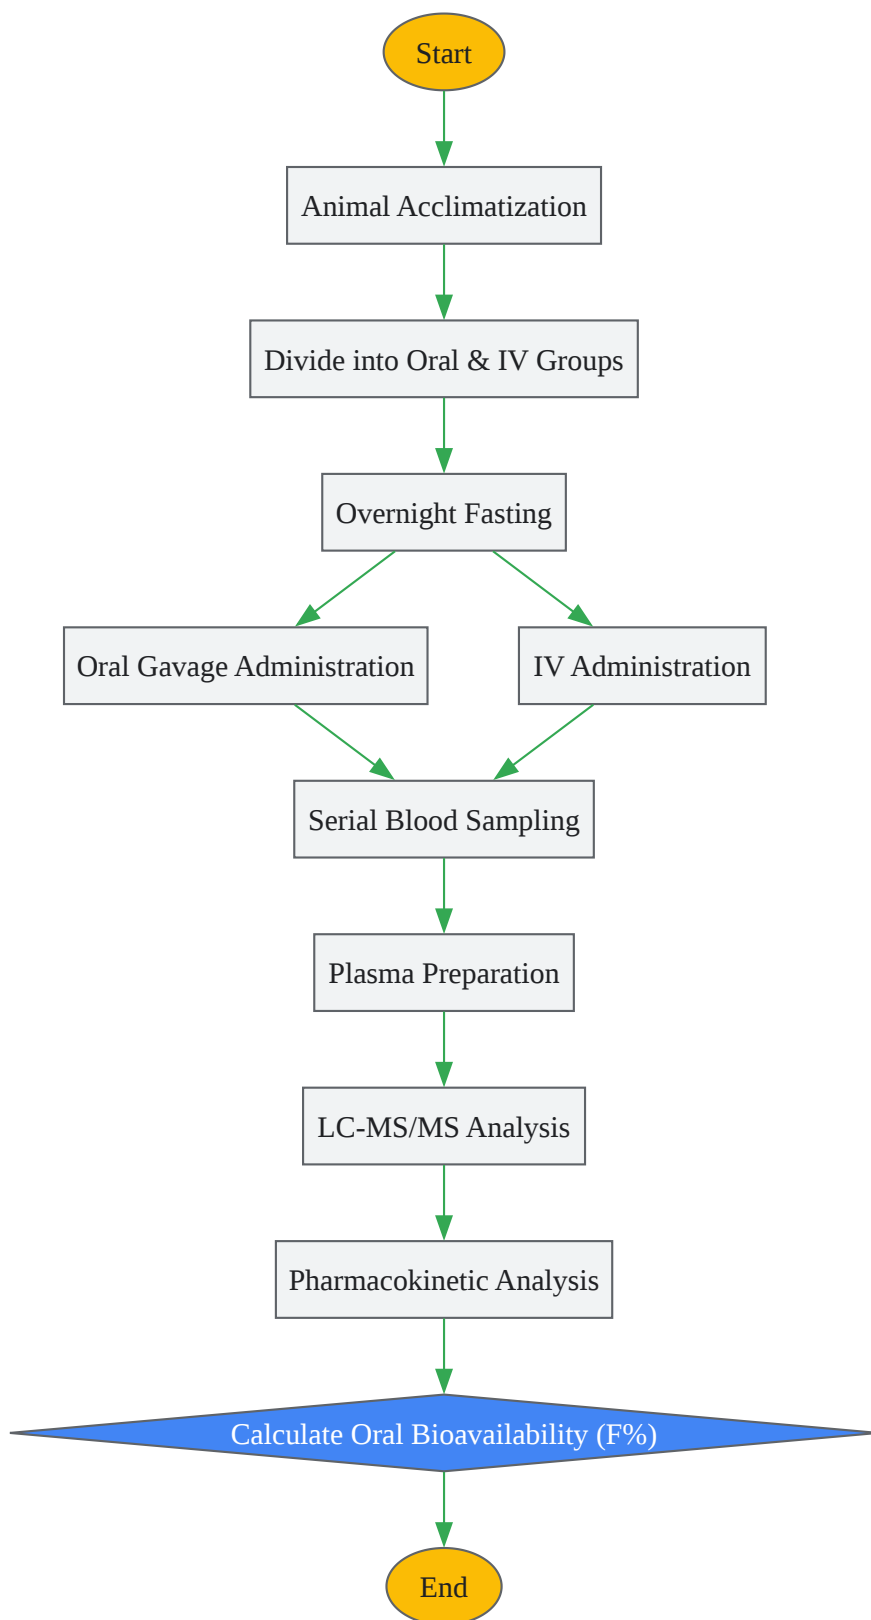 Start
Animal Acclimatization
Divide into Oral & IV Groups
Overnight Fasting
Oral Gavage Administration
IV Administration
Serial Blood Sampling
Plasma Preparation
LC-MS/MS Analysis
Pharmacokinetic Analysis
Calculate Oral Bioavailability (F%)
End